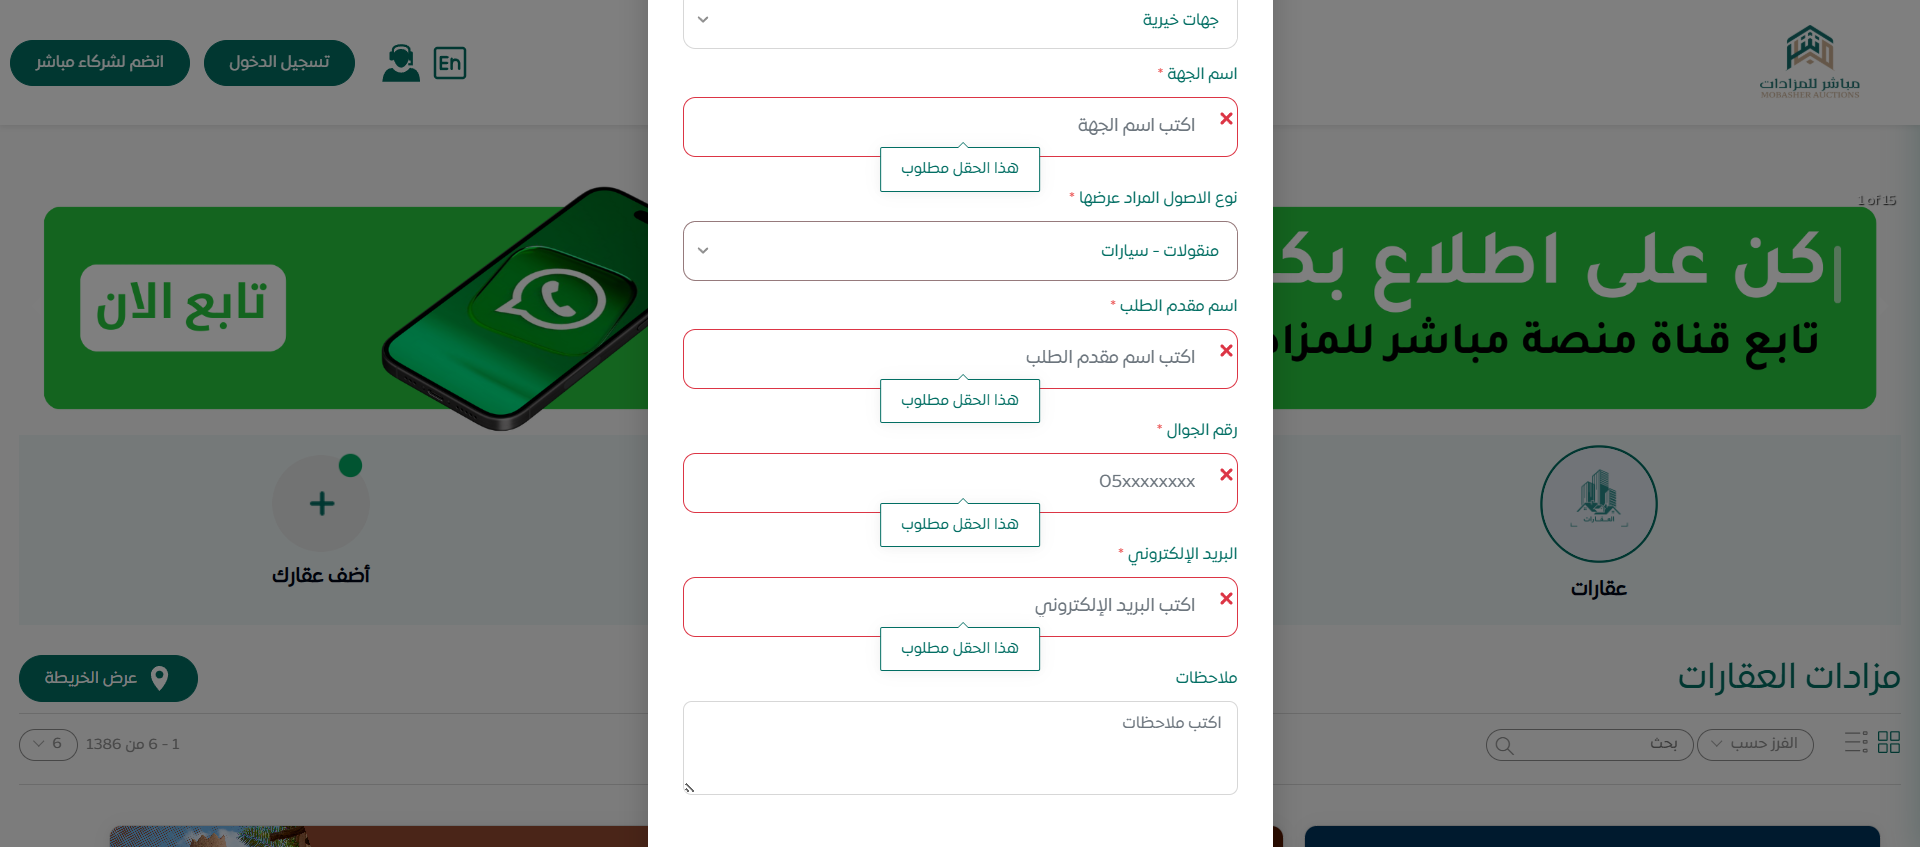 مباشر للمزادات
MOBASHER AUCTIONS
En
تسجيل الدخول
انضم لشركاء مباشر
جهات خيرية
اسم الجهة *
اكتب اسم الجهة
هذا الحقل مطلوب
نوع الاصول المراد عرضها *
منقولات - سيارات
اسم مقدم الطلب *
اكتب اسم مقدم الطلب
هذا الحقل مطلوب
رقم الجوال *
05xxxxxxxx
هذا الحقل مطلوب
البريد الإلكتروني *
اكتب البريد الإلكتروني
هذا الحقل مطلوب
ملاحظات
اكتب ملاحظات
1 of 15
كن على اطلاع
تابع قناة منصة مباشر
تابع الان
العقارات
عقارات
أضف عقارك
مزادات العقارات
عرض الخريطة
الفرز حسب
بحث
1 - 6 من 1386
6